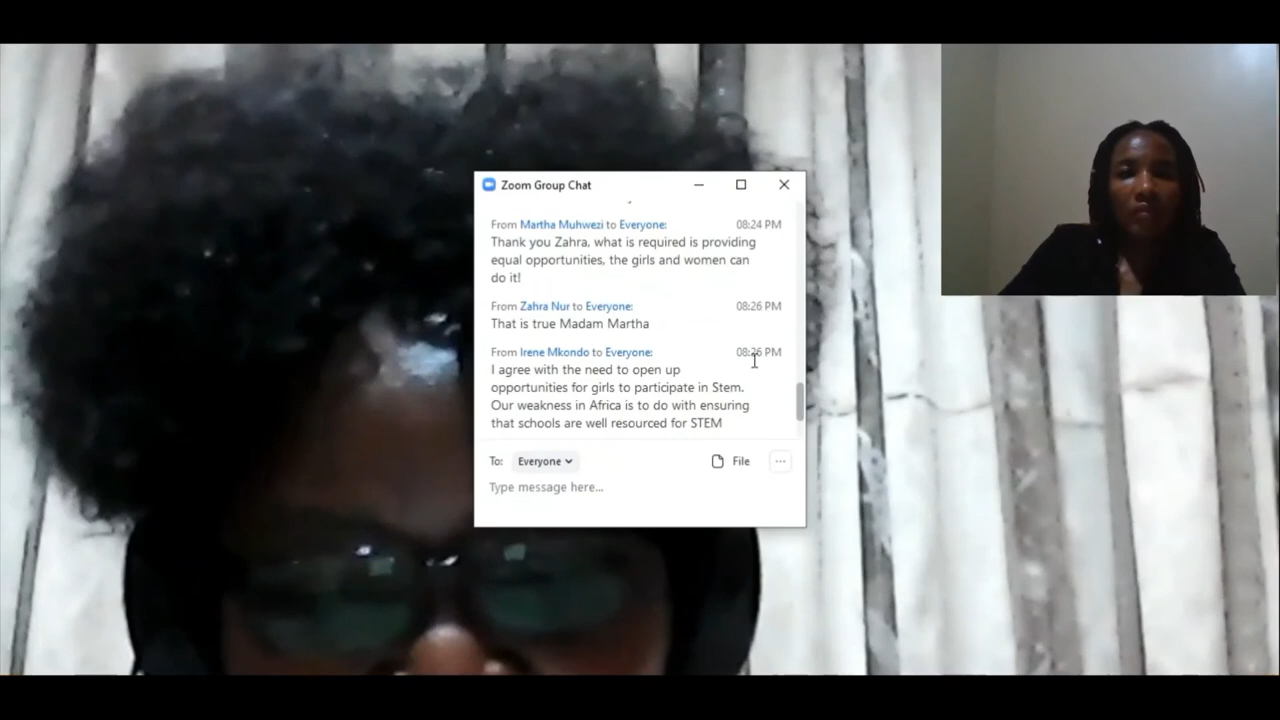 Zoom Group Chat
From Martha Muhwezi to Everyone: 08:24 PM
Thank you Zahra, what is required is providing
equal opportunities, the girls and women can
do it!
From Zahra Nur to Everyone: 08:26 PM
That is true Madam Martha
From Irene Mkondo to Everyone: 08:26 PM
I agree with the need to open up
opportunities for girls to participate in Stem.
Our weakness in Africa is to do with ensuring
that schools are well resourced for STEM
To: Everyone File
Type message here...